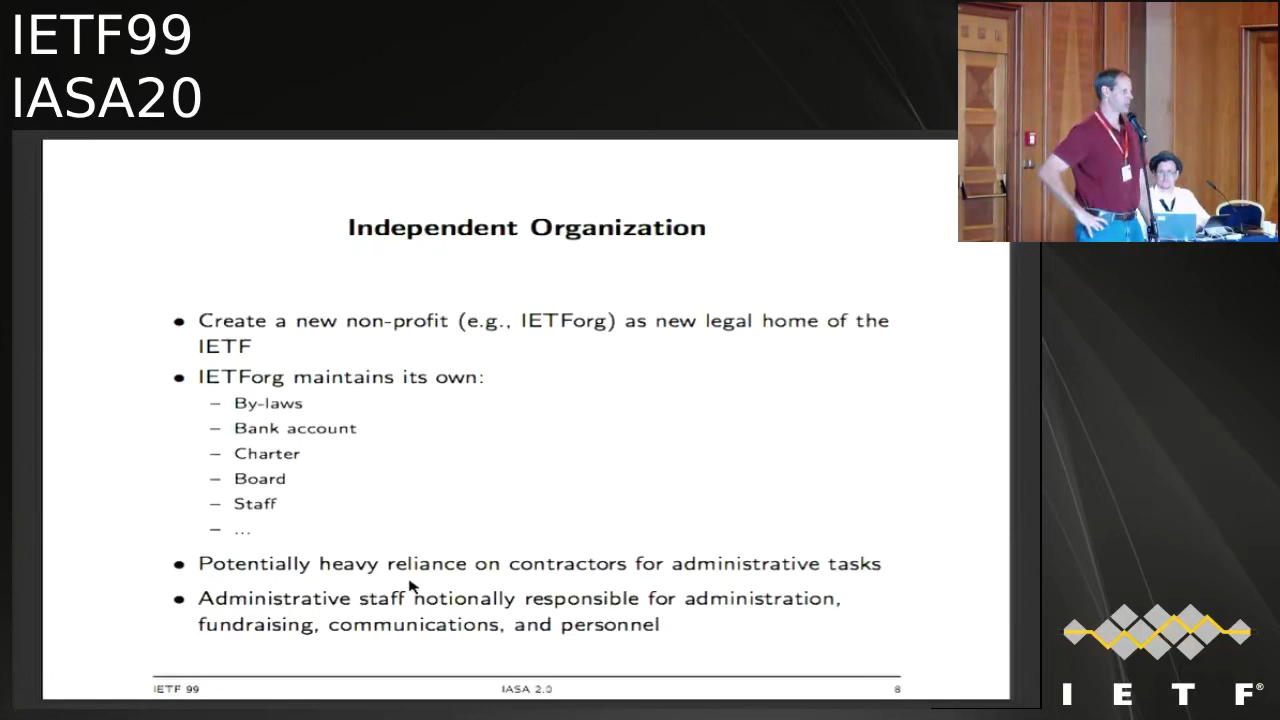 IETF99
IASA20
Independent Organization
● Create a new non-profit (e.g., IETForg) as new legal home of the
IETF
● IETForg maintains its own:
– By-laws
– Bank account
– Charter
– Board
– Staff
– ...
● Potentially heavy reliance on contractors for administrative tasks
● Administrative staff notionally responsible for administration,
fundraising, communications, and personnel
IETF 99 IASA 2.0 8
I E T F®